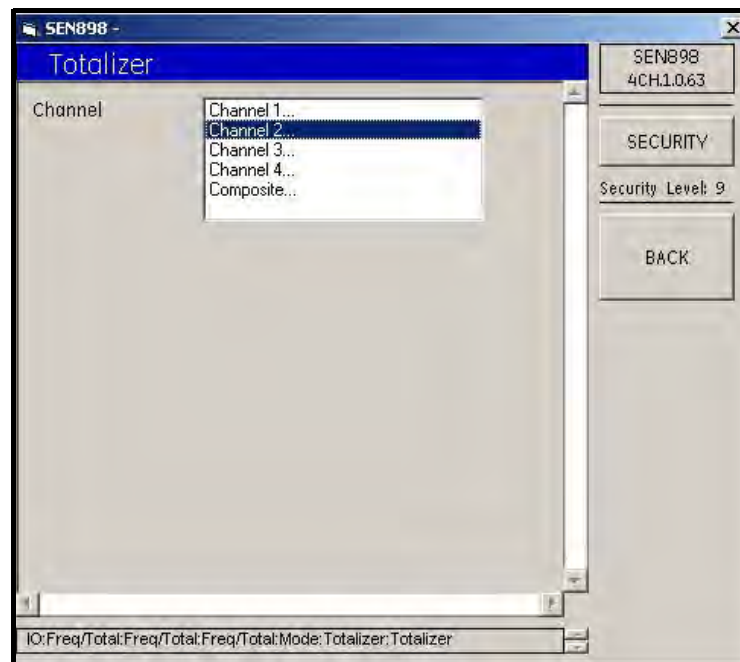 SEN898 -
Totalizer
Channel
Channel 1...
Channel 2...
Channel 3...
Channel 4...
Composite...
SEN898
4CH.1.0.63
SECURITY
Security Level: 9
BACK
IO:Freq/Total:Freq/Total:Freq/Total:Mode:Totalizer:Totalizer